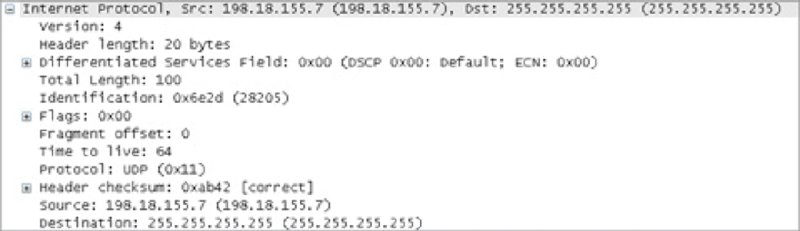 Internet Protocol, Src: 198.18.155.7 (198.18.155.7), Dst: 255.255.255.255 (255.255.255.255)
Version: 4
Header length: 20 bytes
Differentiated Services Field: 0x00 (DSCP 0x00: Default; ECN: 0x00)
Total Length: 100
Identification: 0x6e2d (28205)
Flags: 0x00
Fragment offset: 0
Time to live: 64
Protocol: UDP (0x11)
Header checksum: 0xab42 [correct]
Source: 198.18.155.7 (198.18.155.7)
Destination: 255.255.255.255 (255.255.255.255)